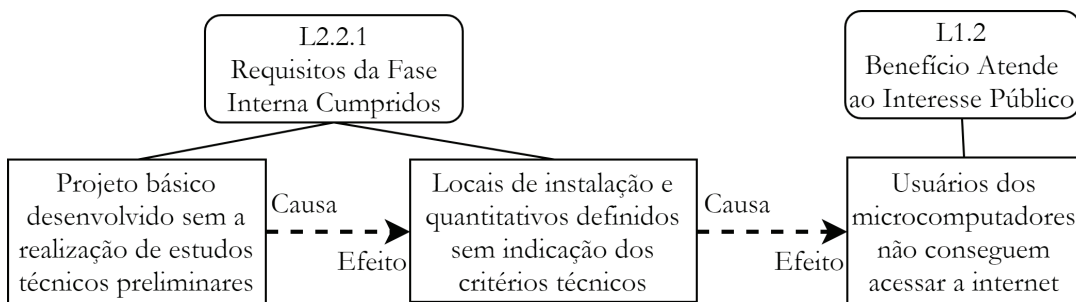 L2.2.1
Requisitos da Fase
Interna Cumpridos
L1.2
Benefício Atende
ao Interesse Público
Projeto básico
desenvolvido sem a
realização de estudos
técnicos preliminares
Causa
Efeito
Locais de instalação e
quantitativos definidos
sem indicação dos
critérios técnicos
Causa
Efeito
Usuários dos
microcomputadores
não conseguem
acessar a internet